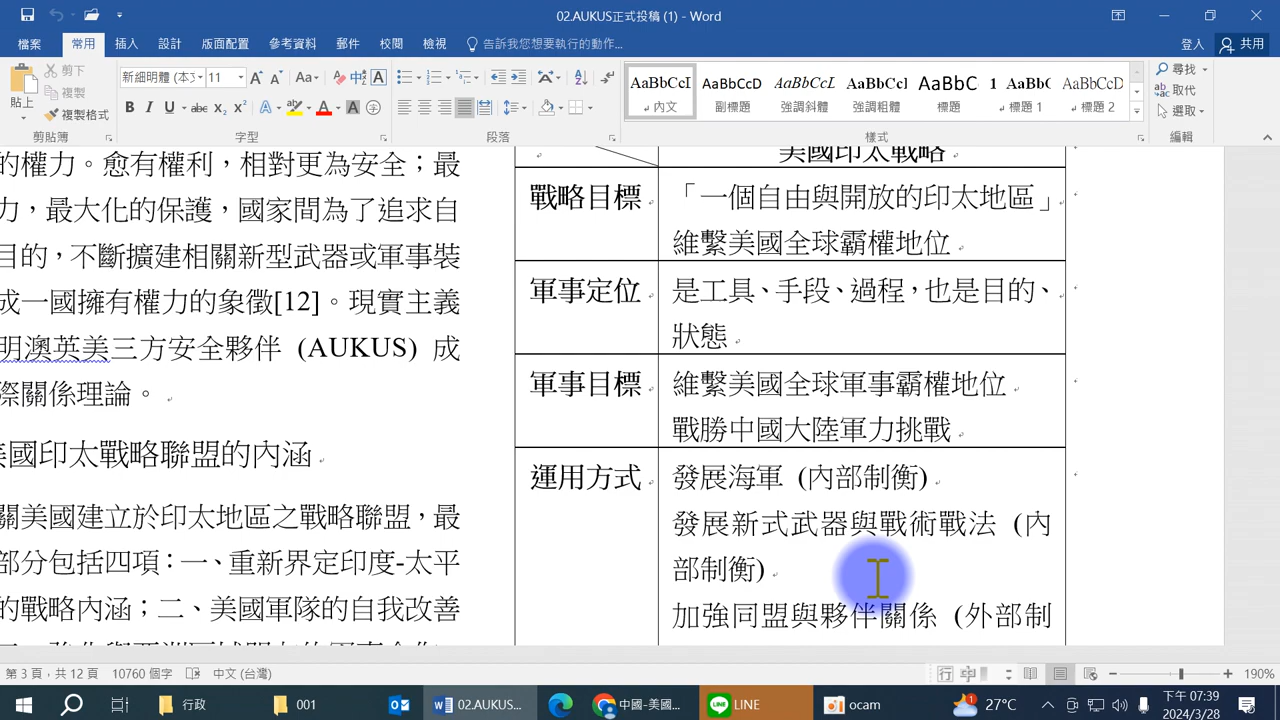 02.AUKUS正式投稿 (1) - Word
檔案 常用 插入 設計 版面配置 參考資料 郵件 校閱 檢視 告訴我您想要執行的動作... 登入 共用
貼上 剪下 複製 複製格式 剪貼簿
新細明體 (本文 11 字型
段落
AaBbCcI AaBbCcD AaBbCcI AaBbCcI AaBbC 1 AaBbC AaBbCcD
內文 副標題 強調斜體 強調粗體 標題 標題 1 標題 2
樣式
尋找 取代 選取 編輯
的權力。愈有權利，相對更為安全；最
力，最大化的保護，國家間為了追求自
目的，不斷擴建相關新型武器或軍事裝
成一國擁有權力的象徵[12]。現實主義
明澳英美三方安全夥伴 (AUKUS) 成
際關係理論。
美國印太戰略聯盟的內涵
關美國建立於印太地區之戰略聯盟，最
部分包括四項：一、重新界定印度-太平
的戰略內涵；二、美國軍隊的自我改善
美國印太戰略
戰略目標 「一個自由與開放的印太地區」
維繫美國全球霸權地位
軍事定位 是工具、手段、過程，也是目的、
狀態
軍事目標 維繫美國全球軍事霸權地位
戰勝中國大陸軍力挑戰
運用方式 發展海軍 (內部制衡)
發展新式武器與戰術戰法 (內
部制衡)
加強同盟與夥伴關係 (外部制
第 3 頁，共 12 頁 10760 個字 中文 (台灣) 190%
行政 001 02.AUKUS... 中國-美國... LINE ocam 27°C 下午 07:39
2024/3/28